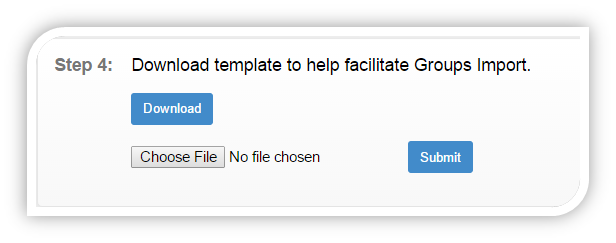 Step 4: Download template to help facilitate Groups Import.
Download
Choose File No file chosen Submit